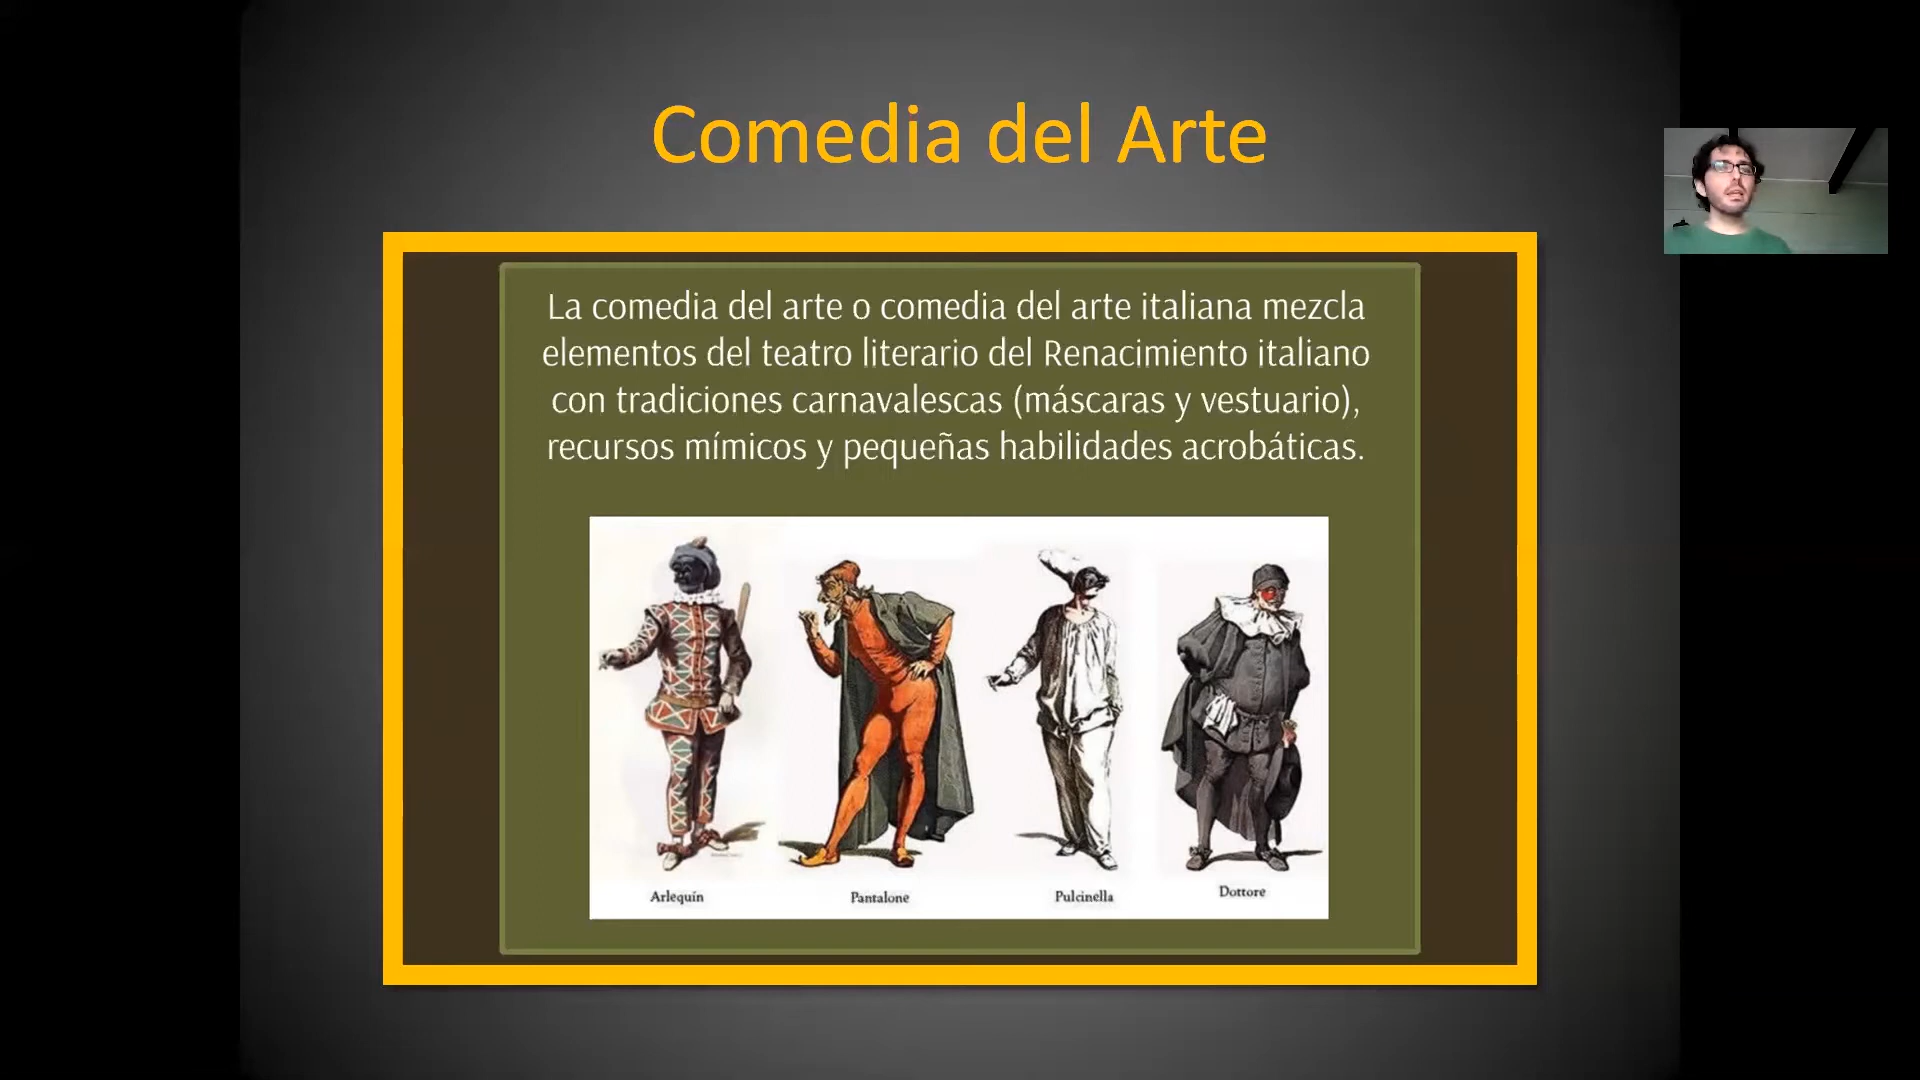 Comedia del Arte
La comedia del arte o comedia del arte italiana mezcla
elementos del teatro literario del Renacimiento italiano
con tradiciones carnavalescas (máscaras y vestuario),
recursos mímicos y pequeñas habilidades acrobáticas.
Arlequín
Pantalone
Pulcinella
Dottore